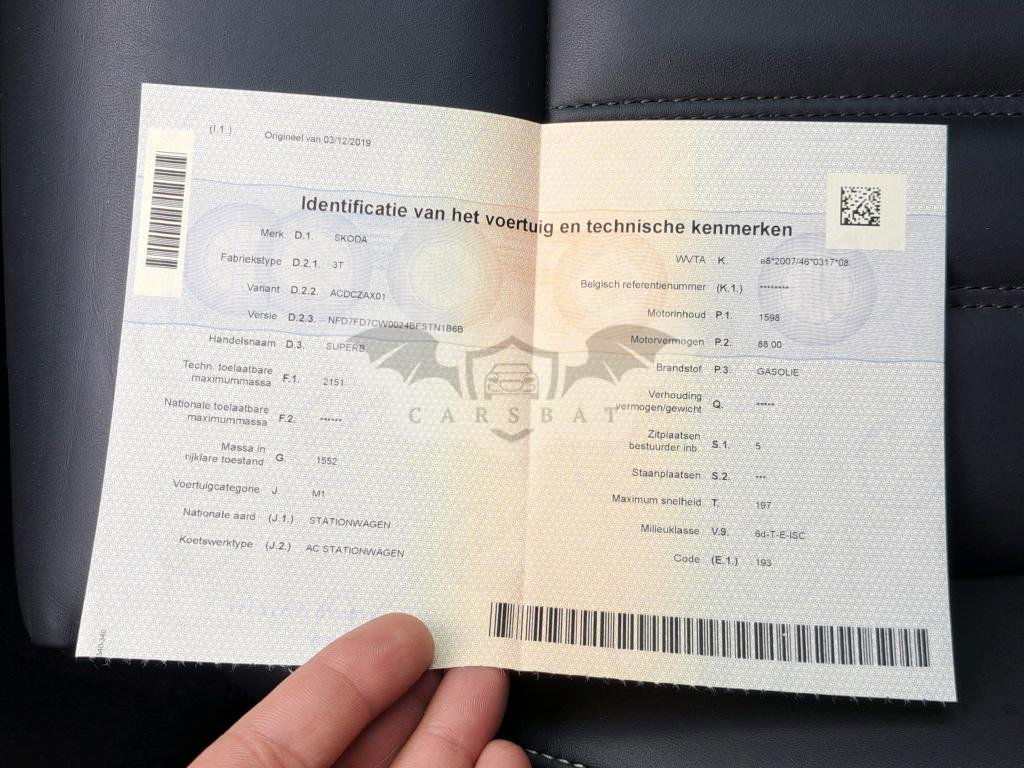 (I.1.) Origineel van 03/12/2019
Identificatie van het voertuig en technische kenmerken
Merk D.1. SKODA
Fabriekstype D.2.1. 3T
Variant D.2.2. ACDCZAX01
Versie D.2.3. NFD7FD7CW0024BFSTN1B6B
Handelsnaam D.3. SUPERB
Techn. toelaatbare
maximummassa F.1. 2151
Nationale toelaatbare
maximummassa F.2. ------
Massa in
rijklare toestand G. 1552
Voertuigcategorie J. M1
Nationale aard (J.1.) STATIONWAGEN
Koetswerktype (J.2.) AC STATIONWAGEN
WVTA K. e8*2007/46*0317*08
Belgisch referentienummer (K.1.) --------
Motorinhoud P.1. 1598
Motorvermogen P.2. 88.00
Brandstof P.3. GASOLIE
Verhouding
vermogen/gewicht Q. -----
Zitplaatsen
bestuurder inb. S.1. 5
Staanplaatsen S.2. ---
Maximum snelheid T. 197
Milieuklasse V.9. 6d-T-E-ISC
Code (E.1.) 193
CARSBAT